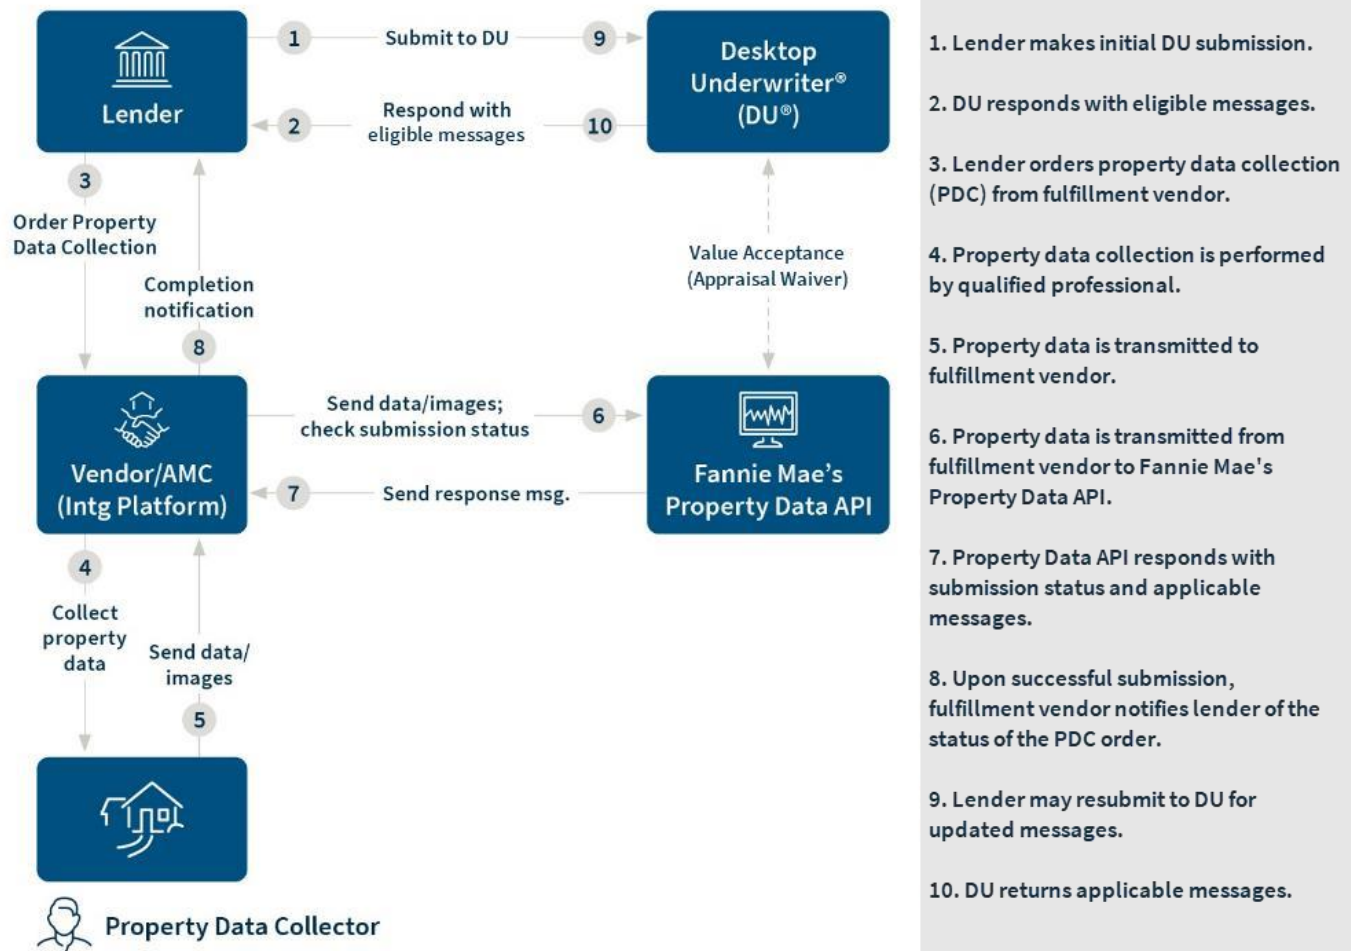 1
Submit to DU
9
Lender
Desktop
Underwriter®
(DU®)
2
Respond with
eligible messages
10
3
Order Property
Data Collection
Completion
notification
8
Value Acceptance
(Appraisal Waiver)
Vendor/AMC
(Intg Platform)
Send data/images;
check submission status
6
7
Send response msg.
Fannie Mae’s
Property Data API
4
Collect
property
data
Send data/
images
5
Property Data Collector
1. Lender makes initial DU submission.
2. DU responds with eligible messages.
3. Lender orders property data collection
(PDC) from fulfillment vendor.
4. Property data collection is performed
by qualified professional.
5. Property data is transmitted to
fulfillment vendor.
6. Property data is transmitted from
fulfillment vendor to Fannie Mae's
Property Data API.
7. Property Data API responds with
submission status and applicable
messages.
8. Upon successful submission,
fulfillment vendor notifies lender of the
status of the PDC order.
9. Lender may resubmit to DU for
updated messages.
10. DU returns applicable messages.